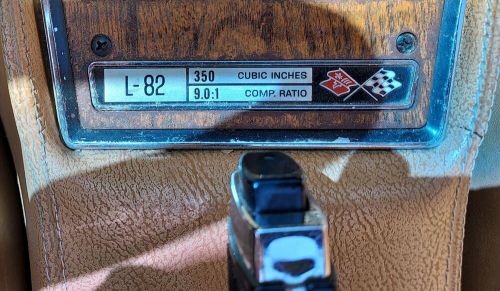 L-82
350 CUBIC INCHES
9.0:1 COMP. RATIO